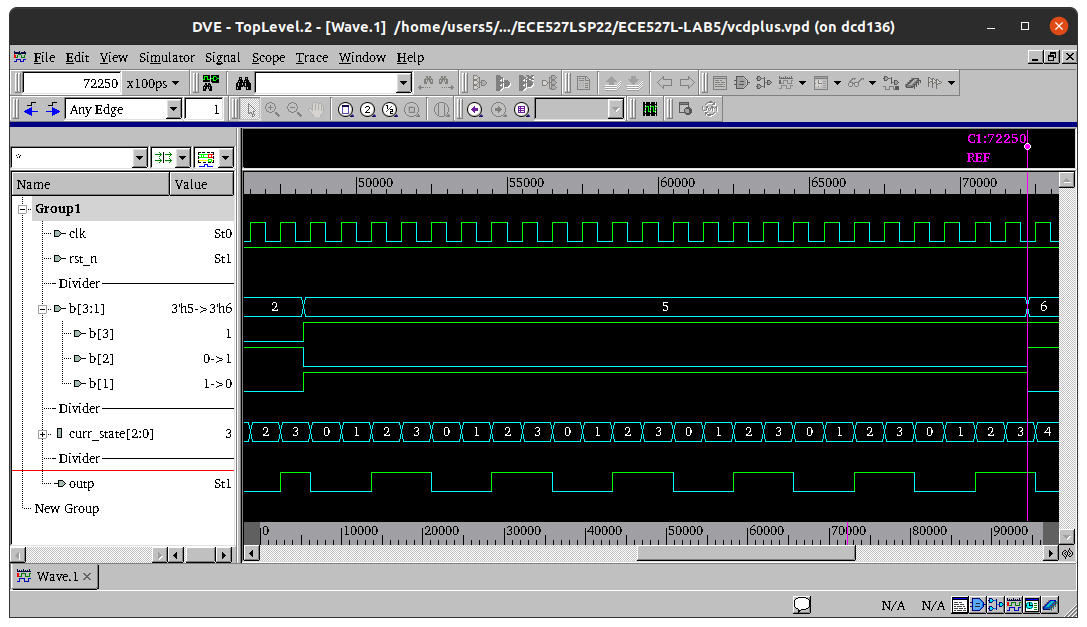 DVE - TopLevel.2 - [Wave.1] /home/users5/.../ECE527LSP22/ECE527L-LAB5/vcdplus.vpd (on dcd136)
File Edit View Simulator Signal Scope Trace Window Help
72250 x100ps
Any Edge 1
C1:72250
REF
*
Name Value
50000 55000 60000 65000 70000
Group1
clk St0
rst_n St1
Divider
b[3:1] 3'h5->3'h6 2 5 6
b[3] 1
b[2] 0->1
b[1] 1->0
Divider
curr_state[2:0] 3 2 3 0 1 2 3 0 1 2 3 0 1 2 3 0 1 2 3 0 1 2 3 0 1 2 3 4
Divider
outp St1
New Group
0 10000 20000 30000 40000 50000 60000 70000 80000 90000
Wave.1
N/A N/A